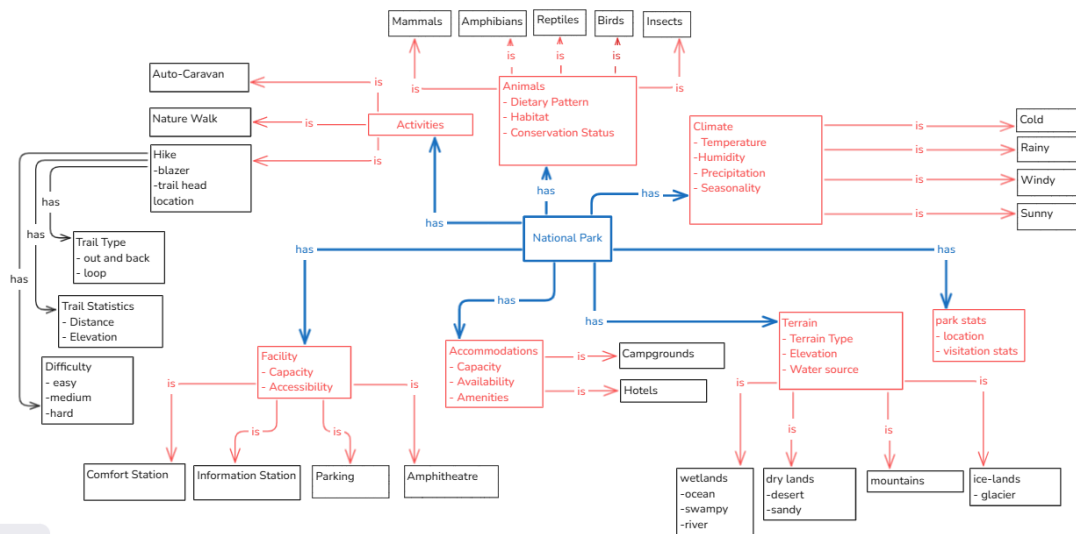 Mammals
Amphibians
Reptiles
Birds
Insects
is
is
is
is
is
Auto-Caravan
is
Nature Walk
is
Activities
Hike
-blazer
-trail head
location
is
Animals
- Dietary Pattern
- Habitat
- Conservation Status
Climate
- Temperature
-Humidity
- Precipitation
- Seasonality
is
Cold
is
Rainy
is
Windy
is
Sunny
has
has
has
has
has
has
National Park
Trail Type
- out and back
- loop
Trail Statistics
- Distance
- Elevation
Difficulty
- easy
-medium
-hard
has
has
has
has
Facility
- Capacity
- Accessibility
Accommodations
- Capacity
- Availability
- Amenities
is
Campgrounds
is
Hotels
Terrain
- Terrain Type
- Elevation
- Water source
park stats
- location
- visitation stats
is
is
is
is
Comfort Station
Information Station
Parking
Amphitheatre
is
is
is
is
wetlands
-ocean
-swampy
-river
dry lands
-desert
-sandy
mountains
ice-lands
- glacier